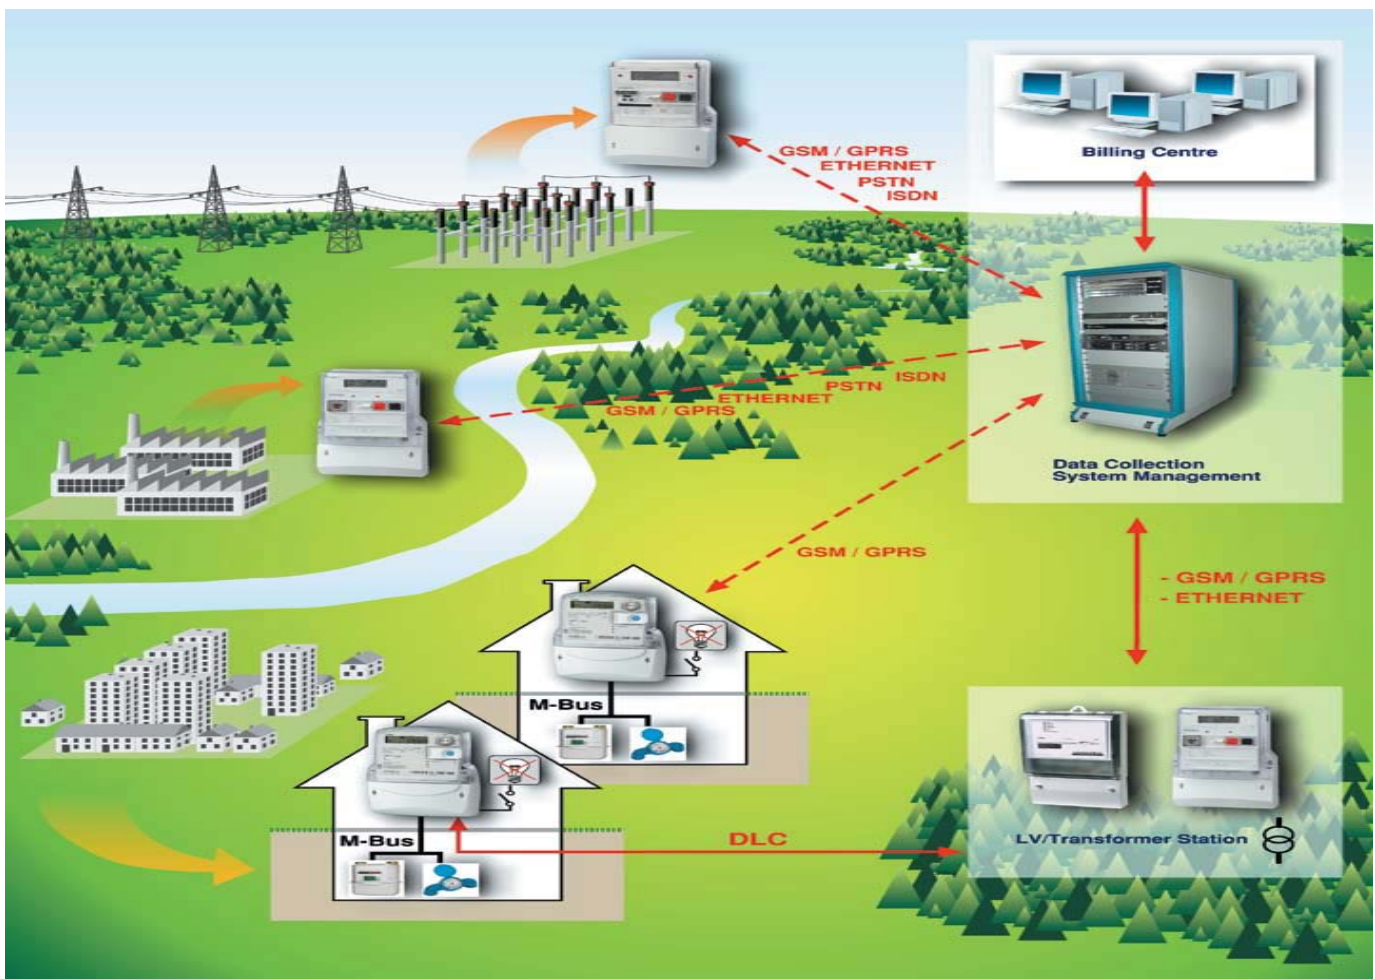 Billing Centre
GSM / GPRS
ETHERNET
PSTN
ISDN
ISDN
PSTN
ETHERNET
GSM / GPRS
Data Collection
System Management
GSM / GPRS
- GSM / GPRS
- ETHERNET
M-Bus
M-Bus
DLC
LV/Transformer Station